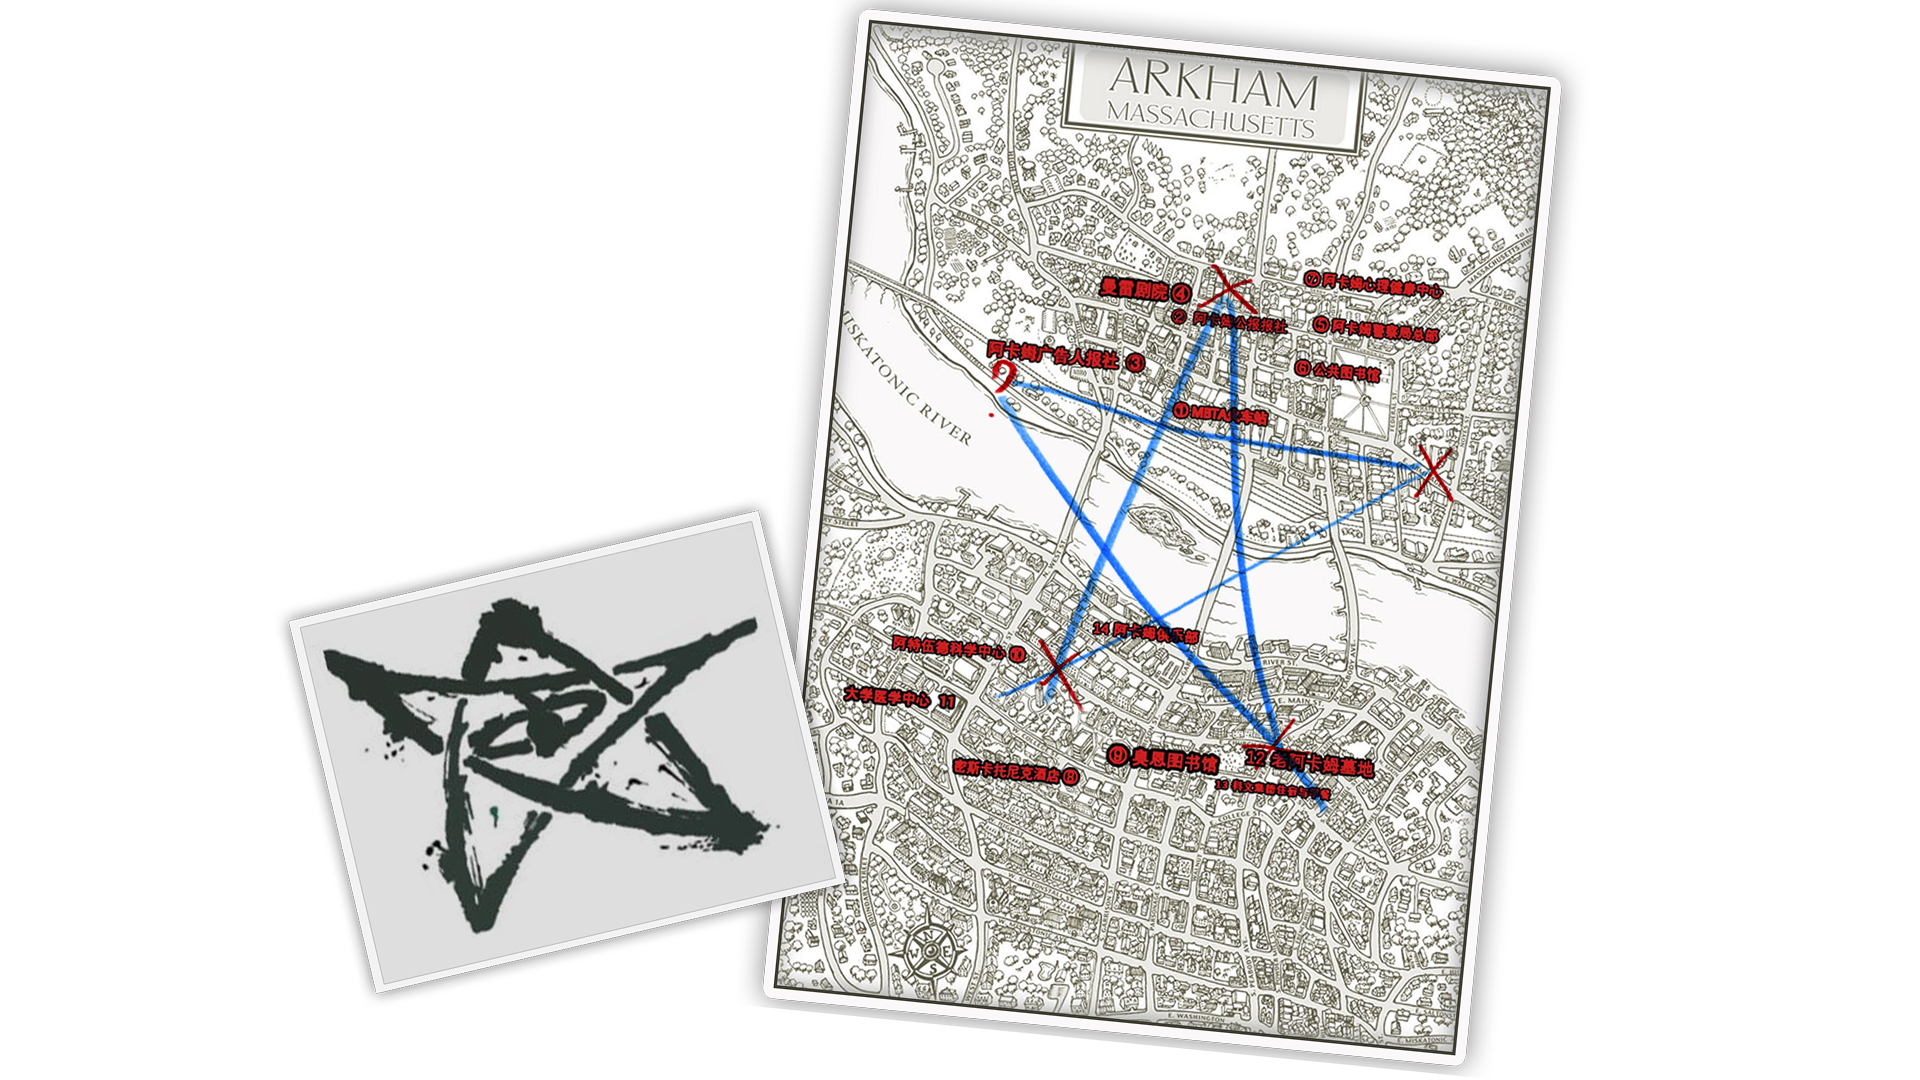 ARKHAM
MASSACHUSETTS
⑦ 阿卡姆心理健康中心
曼雷剧院 ④
② 阿卡姆公报报社
⑤ 阿卡姆警察局总部
阿卡姆广告人报社 ③
⑥ 公共图书馆
① MBTA火车站
MISKATONIC RIVER
14 阿卡姆俱乐部
阿特伍德科学中心 ⑩
RIVER ST
大学医学中心 11
E. MAIN ST
⑨ 奥恩图书馆
12 老阿卡姆墓地
密斯卡托尼克酒店 ⑧
COLLEGE ST
N
W E
S
E. WASHINGTON
E. MISKATONIC